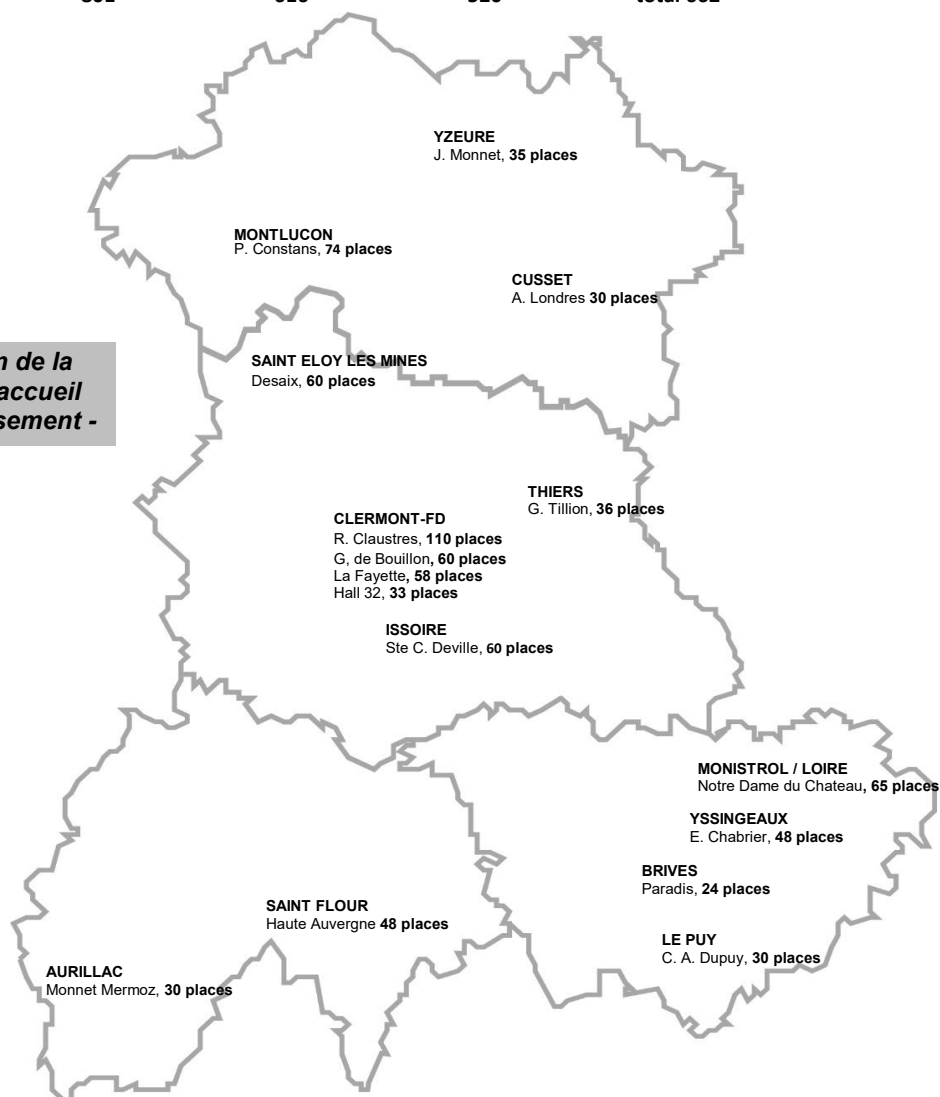 YZEURE
J. Monnet, 35 places
MONTLUCON
P. Constans, 74 places
CUSSET
A. Londres 30 places
SAINT ELOY LES MINES
Desaix, 60 places
de la
accueil
THIERS
G. Tillion, 36 places
CLERMONT-FD
R. Claustres, 110 places
G, de Bouillon, 60 places
La Fayette, 58 places
Hall 32, 33 places
ISSOIRE
Ste C. Deville, 60 places
MONISTROL / LOIRE
Notre Dame du Chateau, 65 places
YSSINGEAUX
E. Chabrier, 48 places
BRIVES
Paradis, 24 places
SAINT FLOUR
Haute Auvergne 48 places
LE PUY
C. A. Dupuy, 30 places
AURILLAC
Monnet Mermoz, 30 places